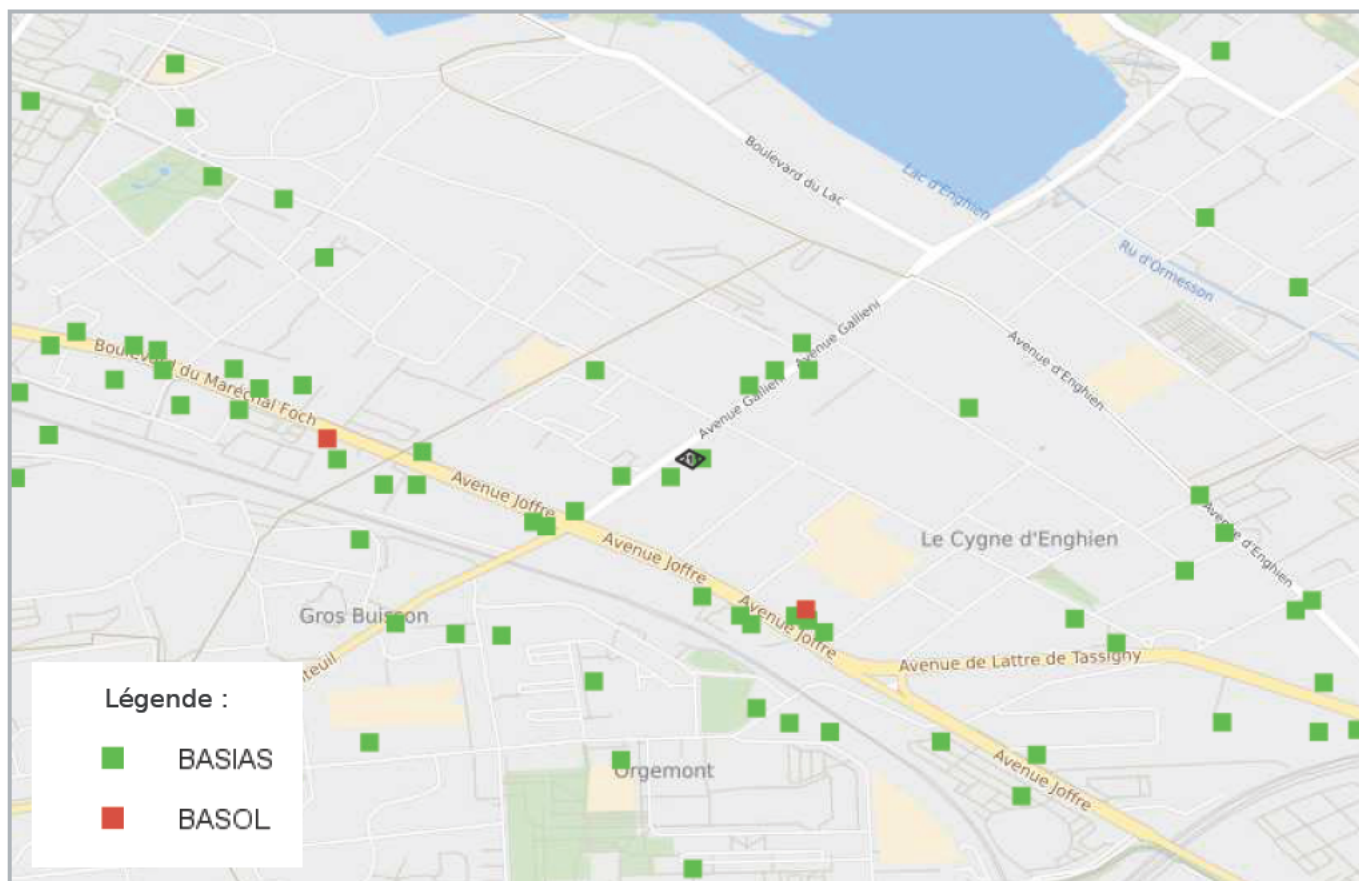 Boulevard du Lac
Lac d'Enghien
Ru d'Ormesson
Avenue Gallieni
Avenue d'Enghien
Boulevard du Maréchal Foch
Avenue Gallieni
Avenue Joffre
Avenue d'Enghien
Avenue Joffre
Le Cygne d'Enghien
Gros Buisson
Avenue Joffre
Avenue de Lattre de Tassigny
teuil
Orgemont
Avenue Joffre
Légende :
BASIAS
BASOL